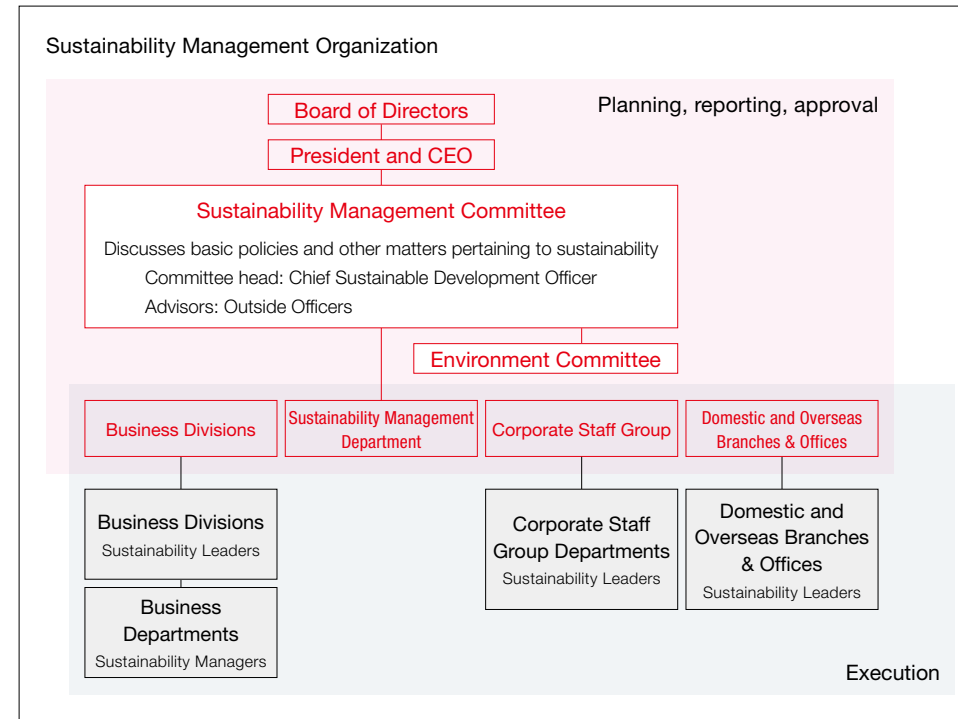 Sustainability Management Organization
Planning, reporting, approval
Board of Directors
President and CEO
Sustainability Management Committee
Discusses basic policies and other matters pertaining to sustainability
Committee head: Chief Sustainable Development Officer
Advisors: Outside Officers
Environment Committee
Business Divisions
Sustainability Management
Department
Corporate Staff Group
Domestic and Overseas
Branches & Offices
Business Divisions
Sustainability Leaders
Business
Departments
Sustainability Managers
Corporate Staff
Group Departments
Sustainability Leaders
Domestic and
Overseas Branches
& Offices
Sustainability Leaders
Execution